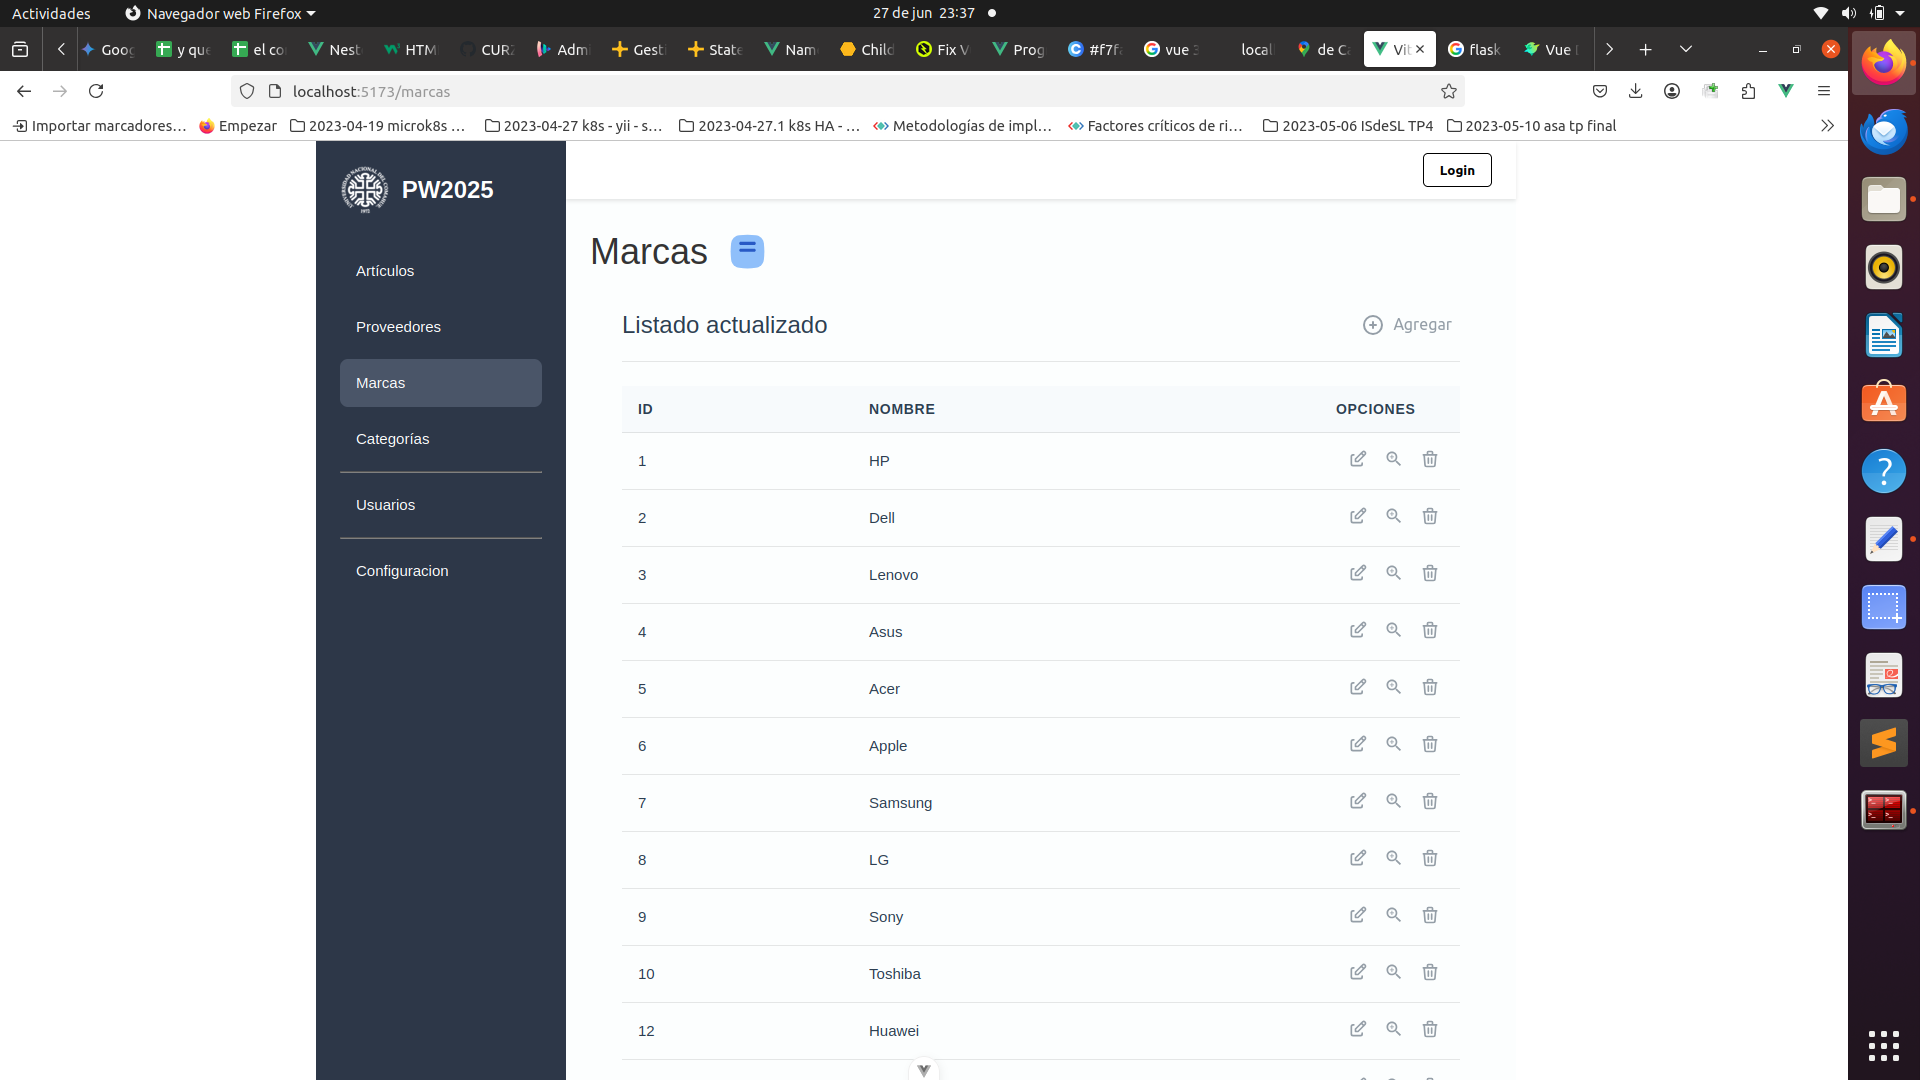 Actividades Navegador web Firefox 27 de jun 23:37
Goog y que el co Nest HTM CUR Admi Gesti State Nam Child Fix V Prog #f7f vue 3 local de Ca Vit flask Vue
localhost:5173/marcas
Importar marcadores... Empezar 2023-04-19 microk8s ... 2023-04-27 k8s - yii - s... 2023-04-27.1 k8s HA - ... Metodologías de impl... Factores críticos de ri... 2023-05-06 ISdeSL TP4 2023-05-10 asa tp final
PW2025
Login
Artículos
Proveedores
Marcas
Categorías
Usuarios
Configuracion
Marcas
Listado actualizado Agregar
ID NOMBRE OPCIONES
1 HP
2 Dell
3 Lenovo
4 Asus
5 Acer
6 Apple
7 Samsung
8 LG
9 Sony
10 Toshiba
12 Huawei